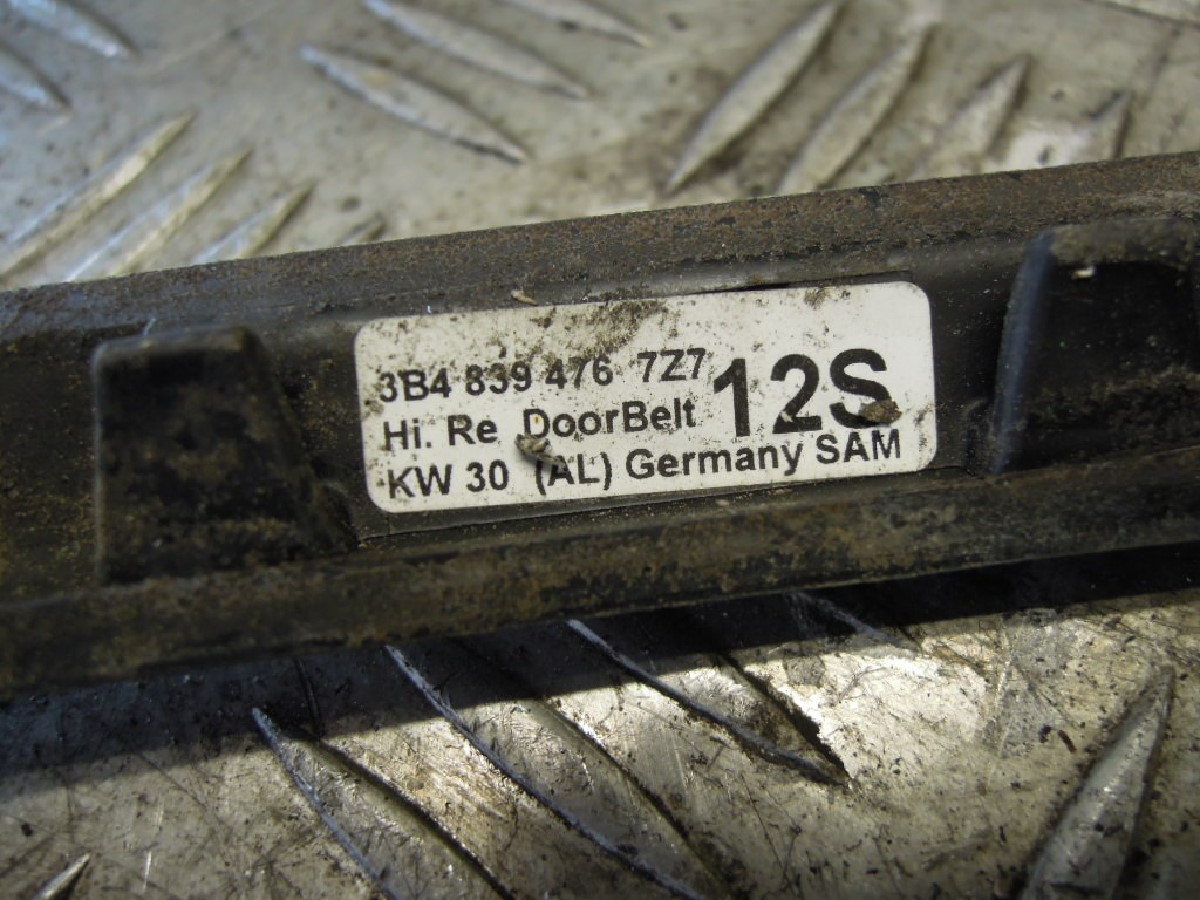 3B4 839 476 7Z7 12S
Hi. Re DoorBelt
KW 30 (AL) Germany SAM